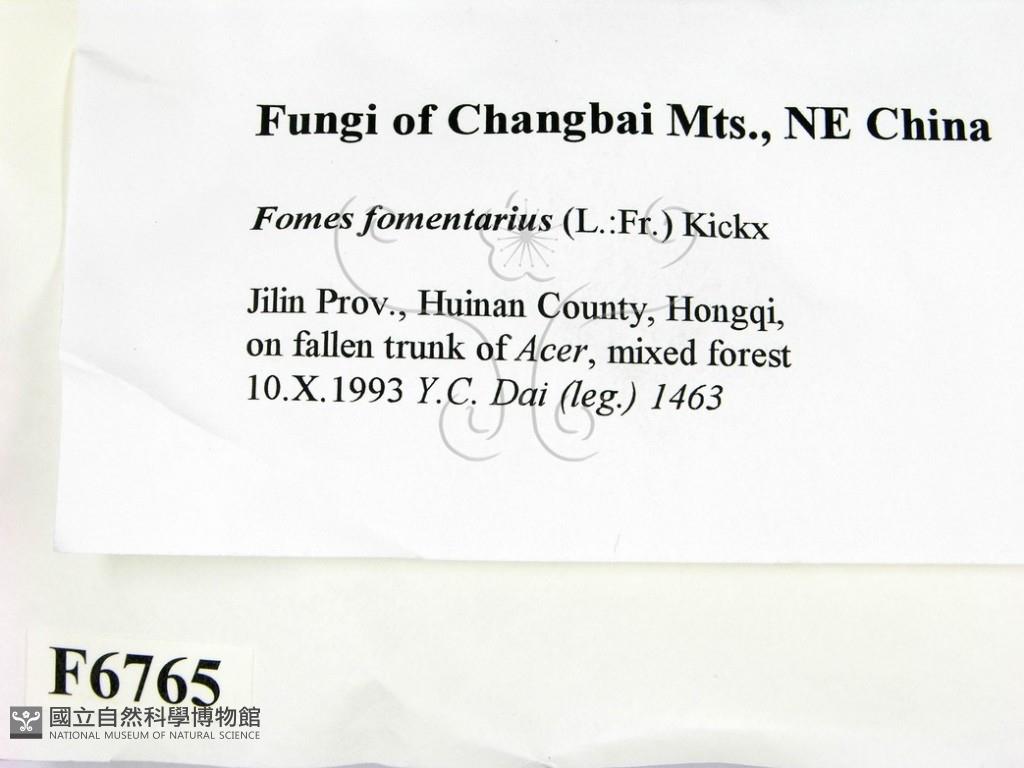 Fungi of Changbai Mts., NE China
Fomes fomentarius (L.:Fr.) Kickx
Jilin Prov., Huinan County, Hongqi,
on fallen trunk of Acer, mixed forest
10.X.1993 Y.C. Dai (leg.) 1463
F6765
國立自然科學博物館
NATIONAL MUSEUM OF NATURAL SCIENCE